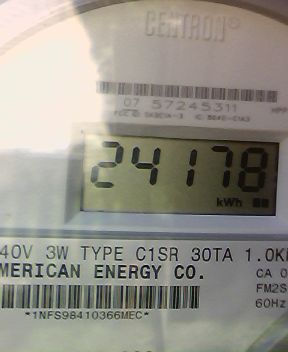 CENTRON®
07 57245311
24178
kWh
40V 3W TYPE C1SR 30TA 1.0K
MERICAN ENERGY CO.
CA 0
FM2S
60Hz
*1NFS98410366MEC*